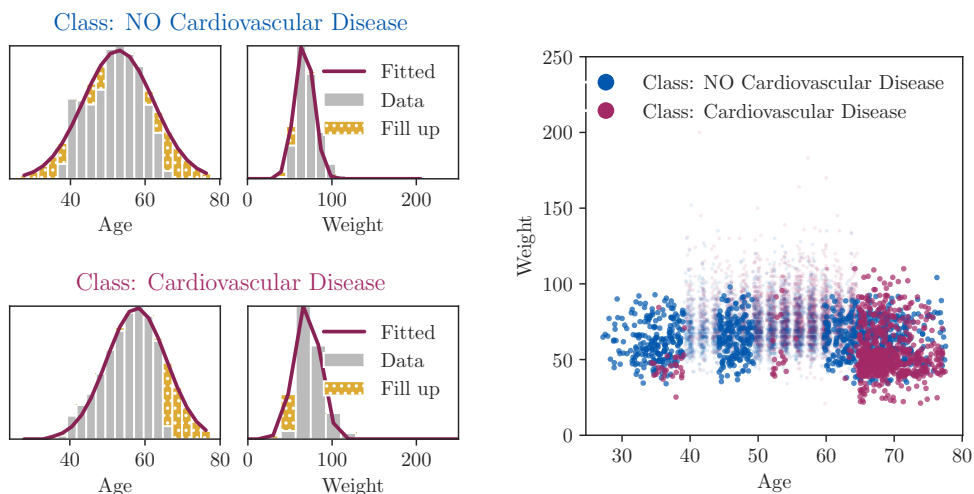 Class: NO Cardiovascular Disease
Fitted
Data
Fill up
40 60 80
Age
0 100 200
Weight
Class: Cardiovascular Disease
Fitted
Data
Fill up
40 60 80
Age
0 100 200
Weight
Class: NO Cardiovascular Disease
Class: Cardiovascular Disease
250
200
150
100
50
0
Weight
30 40 50 60 70 80
Age